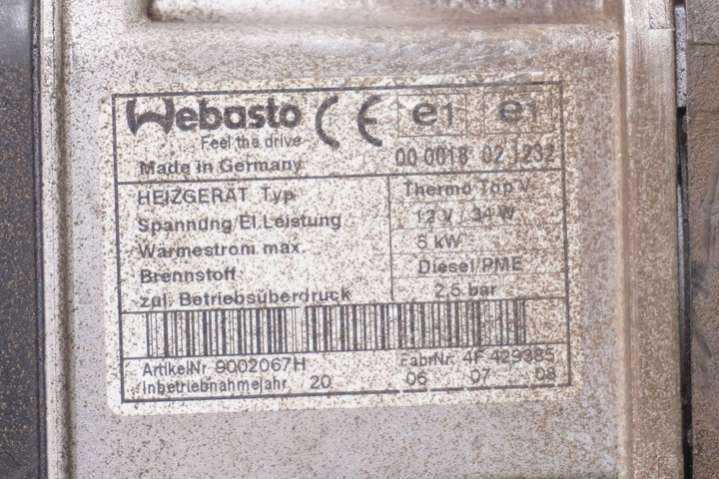 Webasto CE e1 e1
Feel the drive
Made in Germany 00 0018 02 1232
HEIZGERÄT Typ Thermo Top V
Spannung/El.Leistung 12 V / 34 W
Wärmestrom max. 5 kW
Brennstoff Diesel/PME
zul. Betriebsüberdruck 2,5 bar
ArtikelNr 9002067H FabrNr. 4F 429385
Inbetriebnahmejahr 20 06 07 08